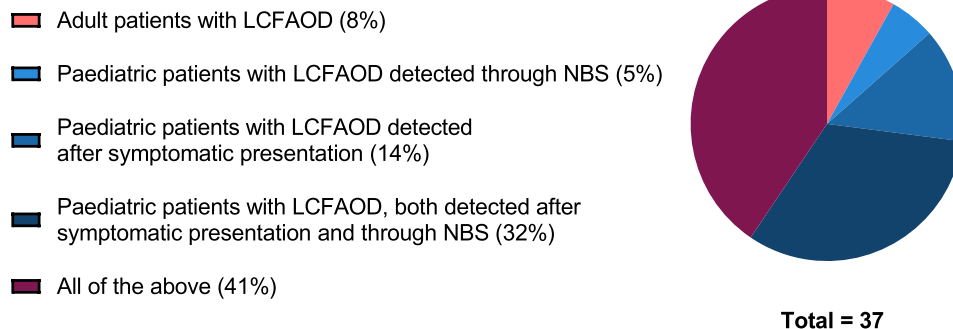 Adult patients with LCFAOD (8%)
Paediatric patients with LCFAOD detected through NBS (5%)
Paediatric patients with LCFAOD detected
after symptomatic presentation (14%)
Paediatric patients with LCFAOD, both detected after
symptomatic presentation and through NBS (32%)
All of the above (41%)
Total = 37